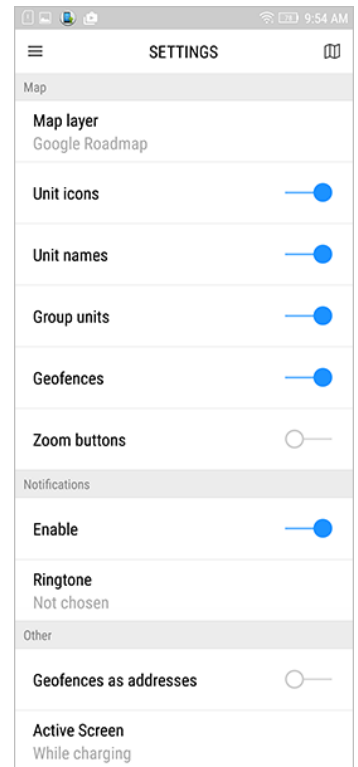 9:54 AM
SETTINGS
Map
Map layer
Google Roadmap
Unit icons
Unit names
Group units
Geofences
Zoom buttons
Notifications
Enable
Ringtone
Not chosen
Other
Geofences as addresses
Active Screen
While charging